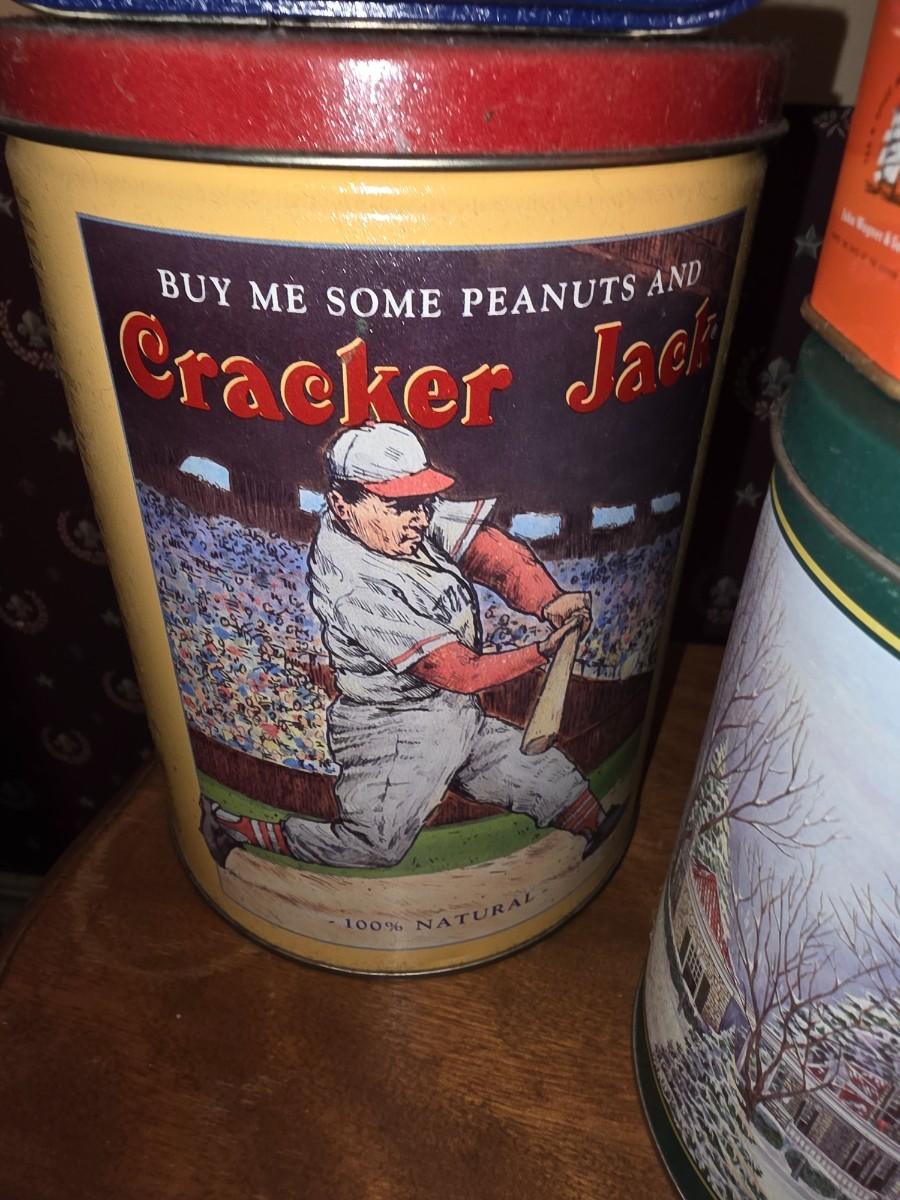 BUY ME SOME PEANUTS AND
Cracker Jack
- 100% NATURAL -